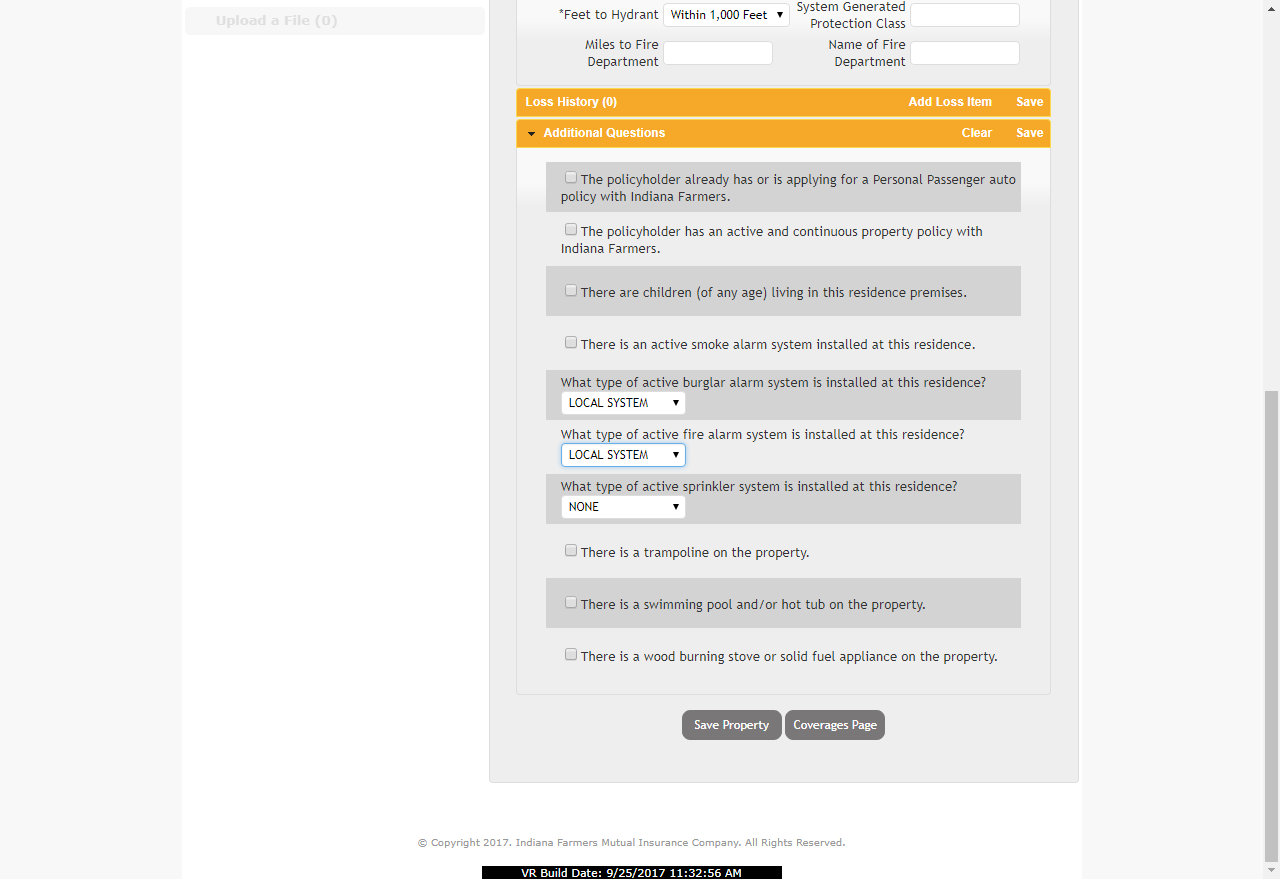 Upload a File (0)
*Feet to Hydrant Within 1,000 Feet System Generated Protection Class
Miles to Fire Department Name of Fire Department
Loss History (0) Add Loss Item Save
Additional Questions Clear Save
The policyholder already has or is applying for a Personal Passenger auto
policy with Indiana Farmers.
The policyholder has an active and continuous property policy with
Indiana Farmers.
There are children (of any age) living in this residence premises.
There is an active smoke alarm system installed at this residence.
What type of active burglar alarm system is installed at this residence?
LOCAL SYSTEM
What type of active fire alarm system is installed at this residence?
LOCAL SYSTEM
What type of active sprinkler system is installed at this residence?
NONE
There is a trampoline on the property.
There is a swimming pool and/or hot tub on the property.
There is a wood burning stove or solid fuel appliance on the property.
Save Property Coverages Page
© Copyright 2017. Indiana Farmers Mutual Insurance Company. All Rights Reserved.
VR Build Date: 9/25/2017 11:32:56 AM